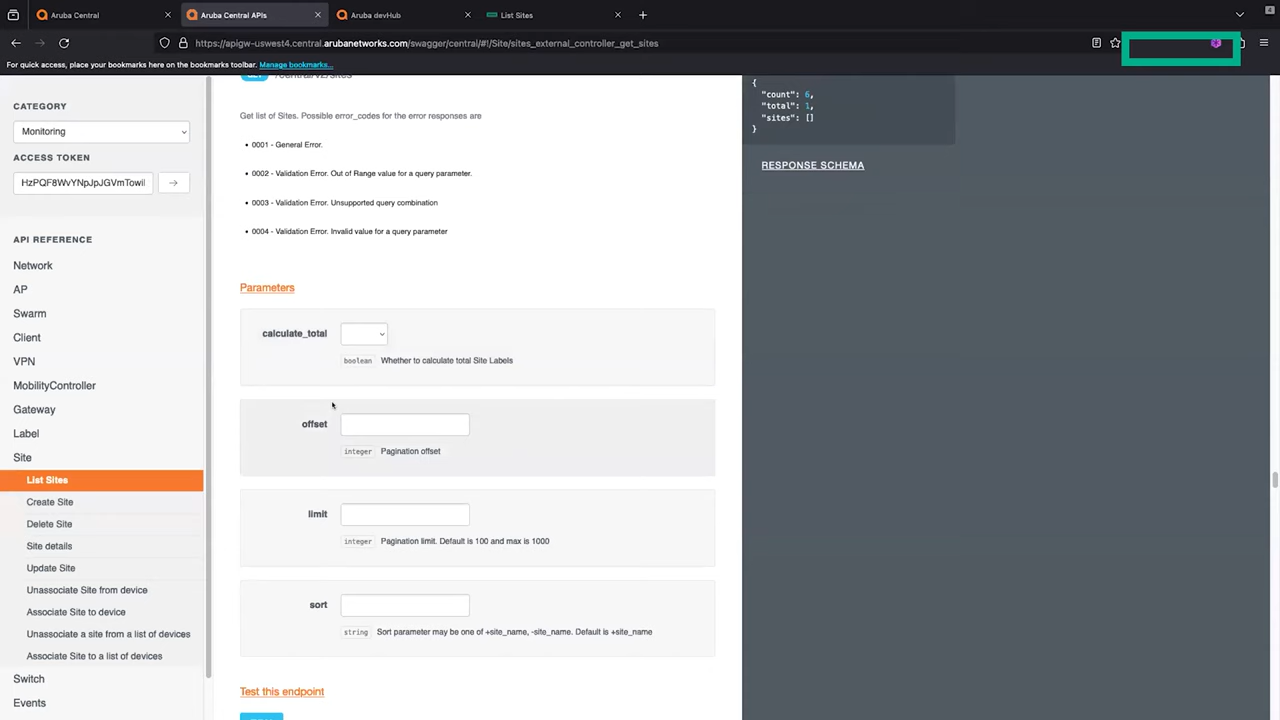 Aruba Central
Aruba Central APIs
Aruba devHub
List Sites
4
https://apigw-uswest4.central.arubanetworks.com/swagger/central/#!/Site/sites_external_controller_get_sites
For quick access, place your bookmarks here on the bookmarks toolbar. Manage bookmarks...
CATEGORY
Monitoring
ACCESS TOKEN
HzPQF8WvYNpJpJGVmTowil
API REFERENCE
Network
AP
Swarm
Client
VPN
MobilityController
Gateway
Label
Site
List Sites
Create Site
Delete Site
Site details
Update Site
Unassociate Site from device
Associate Site to device
Unassociate a site from a list of devices
Associate Site to a list of devices
Switch
Events
/central/v2/sites
Get list of Sites. Possible error_codes for the error responses are
• 0001 - General Error.
• 0002 - Validation Error. Out of Range value for a query parameter.
• 0003 - Validation Error. Unsupported query combination
• 0004 - Validation Error. Invalid value for a query parameter
Parameters
calculate_total
boolean Whether to calculate total Site Labels
offset
integer Pagination offset
limit
integer Pagination limit. Default is 100 and max is 1000
sort
string Sort parameter may be one of +site_name, -site_name. Default is +site_name
Test this endpoint
{
"count": 6,
"total": 1,
"sites": []
}
RESPONSE SCHEMA